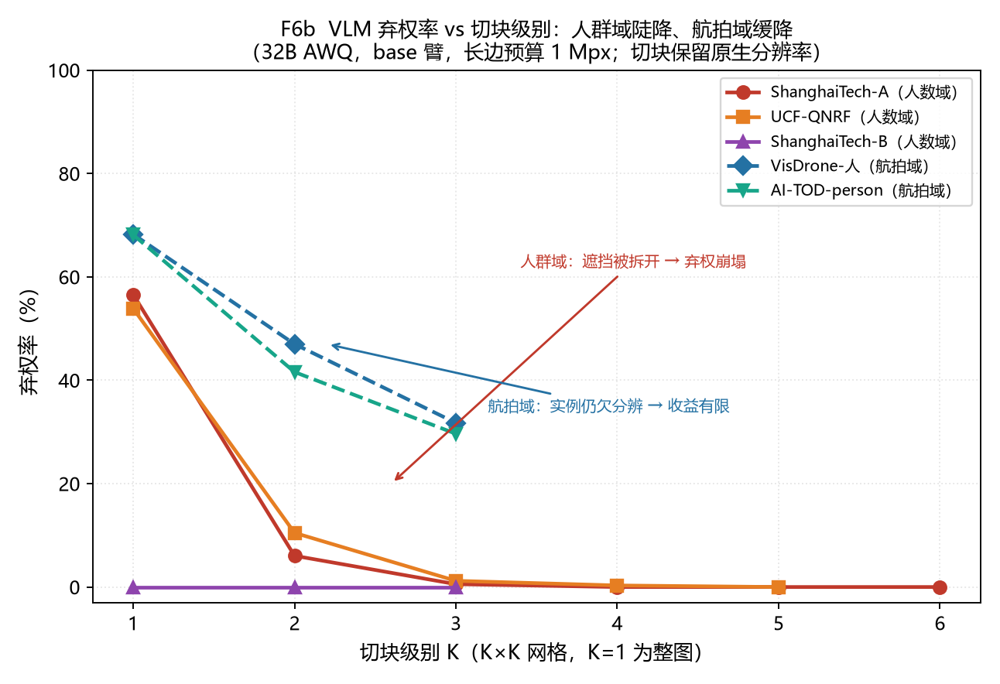 F6b VLM 弃权率 vs 切块级别：人群域陡降、航拍域缓降
（32B AWQ，base 臂，长边预算 1 Mpx；切块保留原生分辨率）
100
80
60
40
20
0
弃权率（%）
ShanghaiTech-A（人数域）
UCF-QNRF（人数域）
ShanghaiTech-B（人数域）
VisDrone-人（航拍域）
AI-TOD-person（航拍域）
人群域：遮挡被拆开 → 弃权崩塌
航拍域：实例仍欠分辨 → 收益有限
1 2 3 4 5 6
切块级别 K（K×K 网格，K=1 为整图）